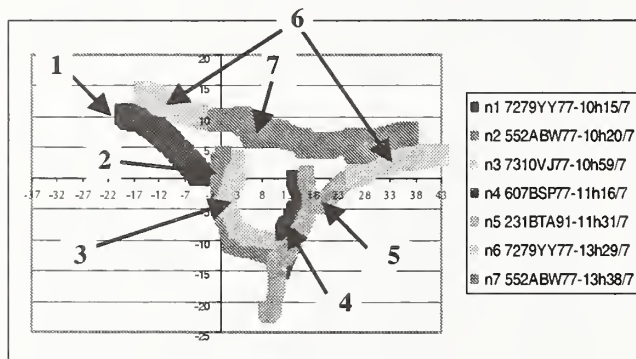 6
1
7
20
15
10
5
2
-37 -32 -27 -22 -17 -12 -7 -2 3 8 13 18 23 28 33 38 43
-5
3
5
-10
4
-15
-20
-25
n1 7279YY77-10h15/7
n2 552ABW77-10h20/7
n3 7310VJ77-10h59/7
n4 607BSP77-11h16/7
n5 231BTA91-11h31/7
n6 7279YY77-13h29/7
n7 552ABW77-13h38/7